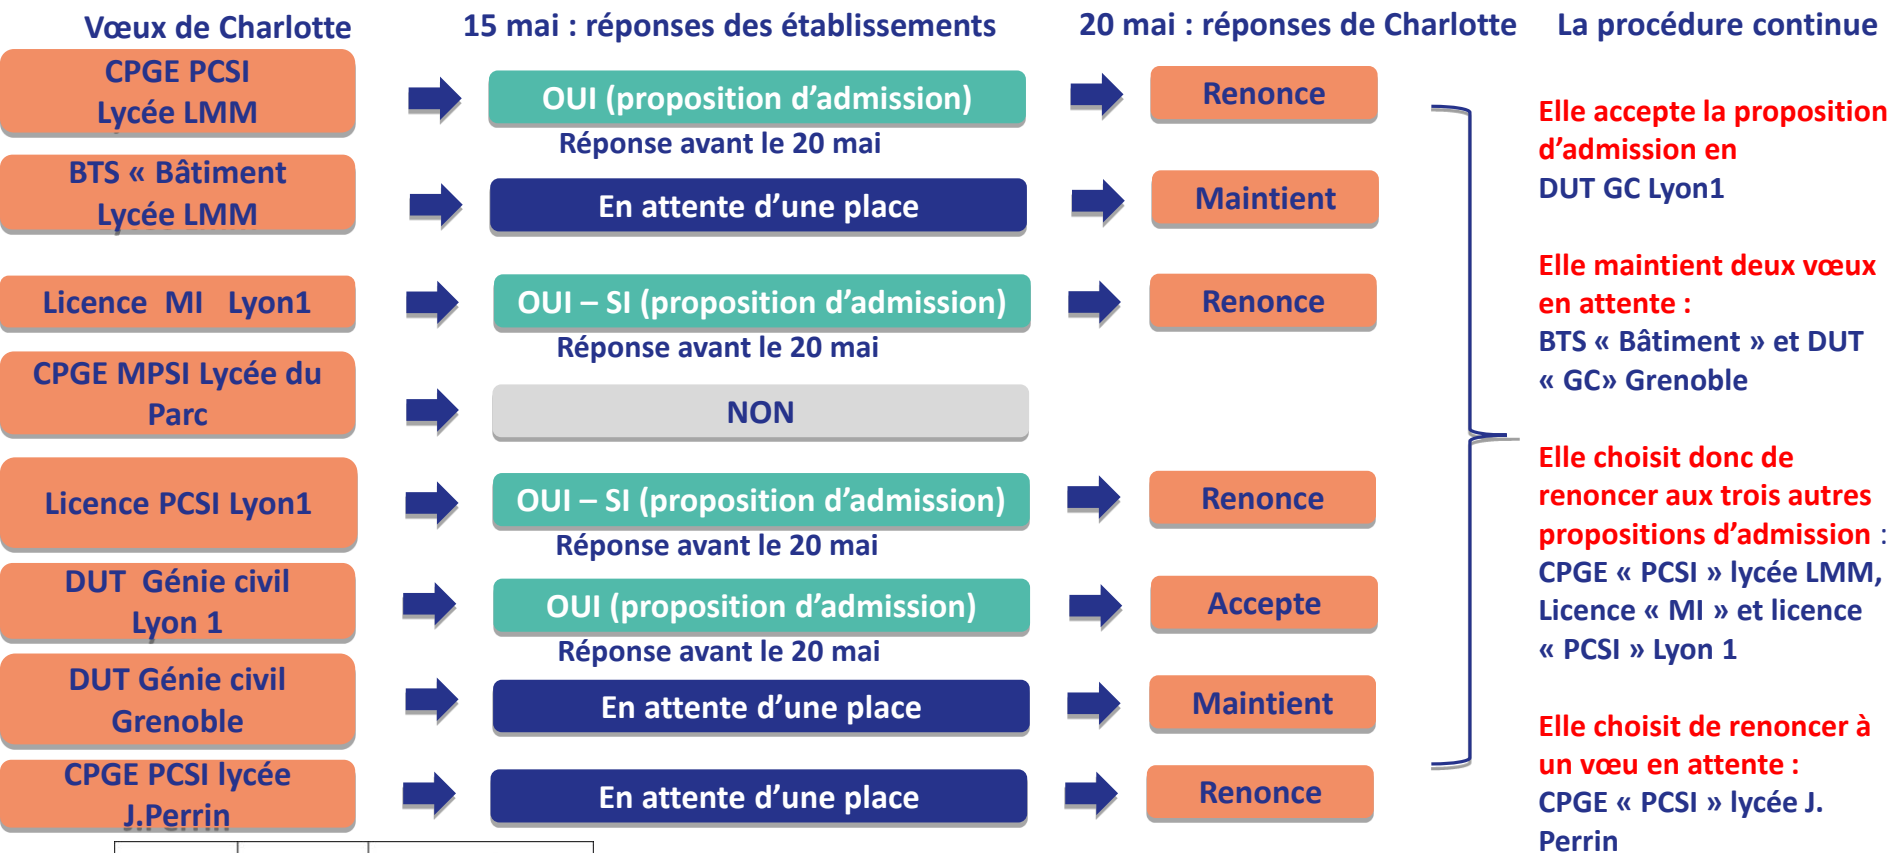 Vœux de Charlotte
15 mai : réponses des établissements
20 mai : réponses de Charlotte
La procédure continue
CPGE PCSI
Lycée LMM
OUI (proposition d’admission)
Réponse avant le 20 mai
Renonce
BTS « Bâtiment
Lycée LMM
En attente d’une place
Maintient
Licence MI Lyon1
OUI – SI (proposition d’admission)
Réponse avant le 20 mai
Renonce
CPGE MPSI Lycée du
Parc
NON
Licence PCSI Lyon1
OUI – SI (proposition d’admission)
Réponse avant le 20 mai
Renonce
DUT Génie civil
Lyon 1
OUI (proposition d’admission)
Réponse avant le 20 mai
Accepte
DUT Génie civil
Grenoble
En attente d’une place
Maintient
CPGE PCSI lycée
J.Perrin
En attente d’une place
Renonce
Elle accepte la proposition
d’admission en
DUT GC Lyon1
Elle maintient deux vœux
en attente :
BTS « Bâtiment » et DUT
« GC» Grenoble
Elle choisit donc de
renoncer aux trois autres
propositions d’admission :
CPGE « PCSI » lycée LMM,
Licence « MI » et licence
« PCSI » Lyon 1
Elle choisit de renoncer à
un vœu en attente :
CPGE « PCSI » lycée J.
Perrin